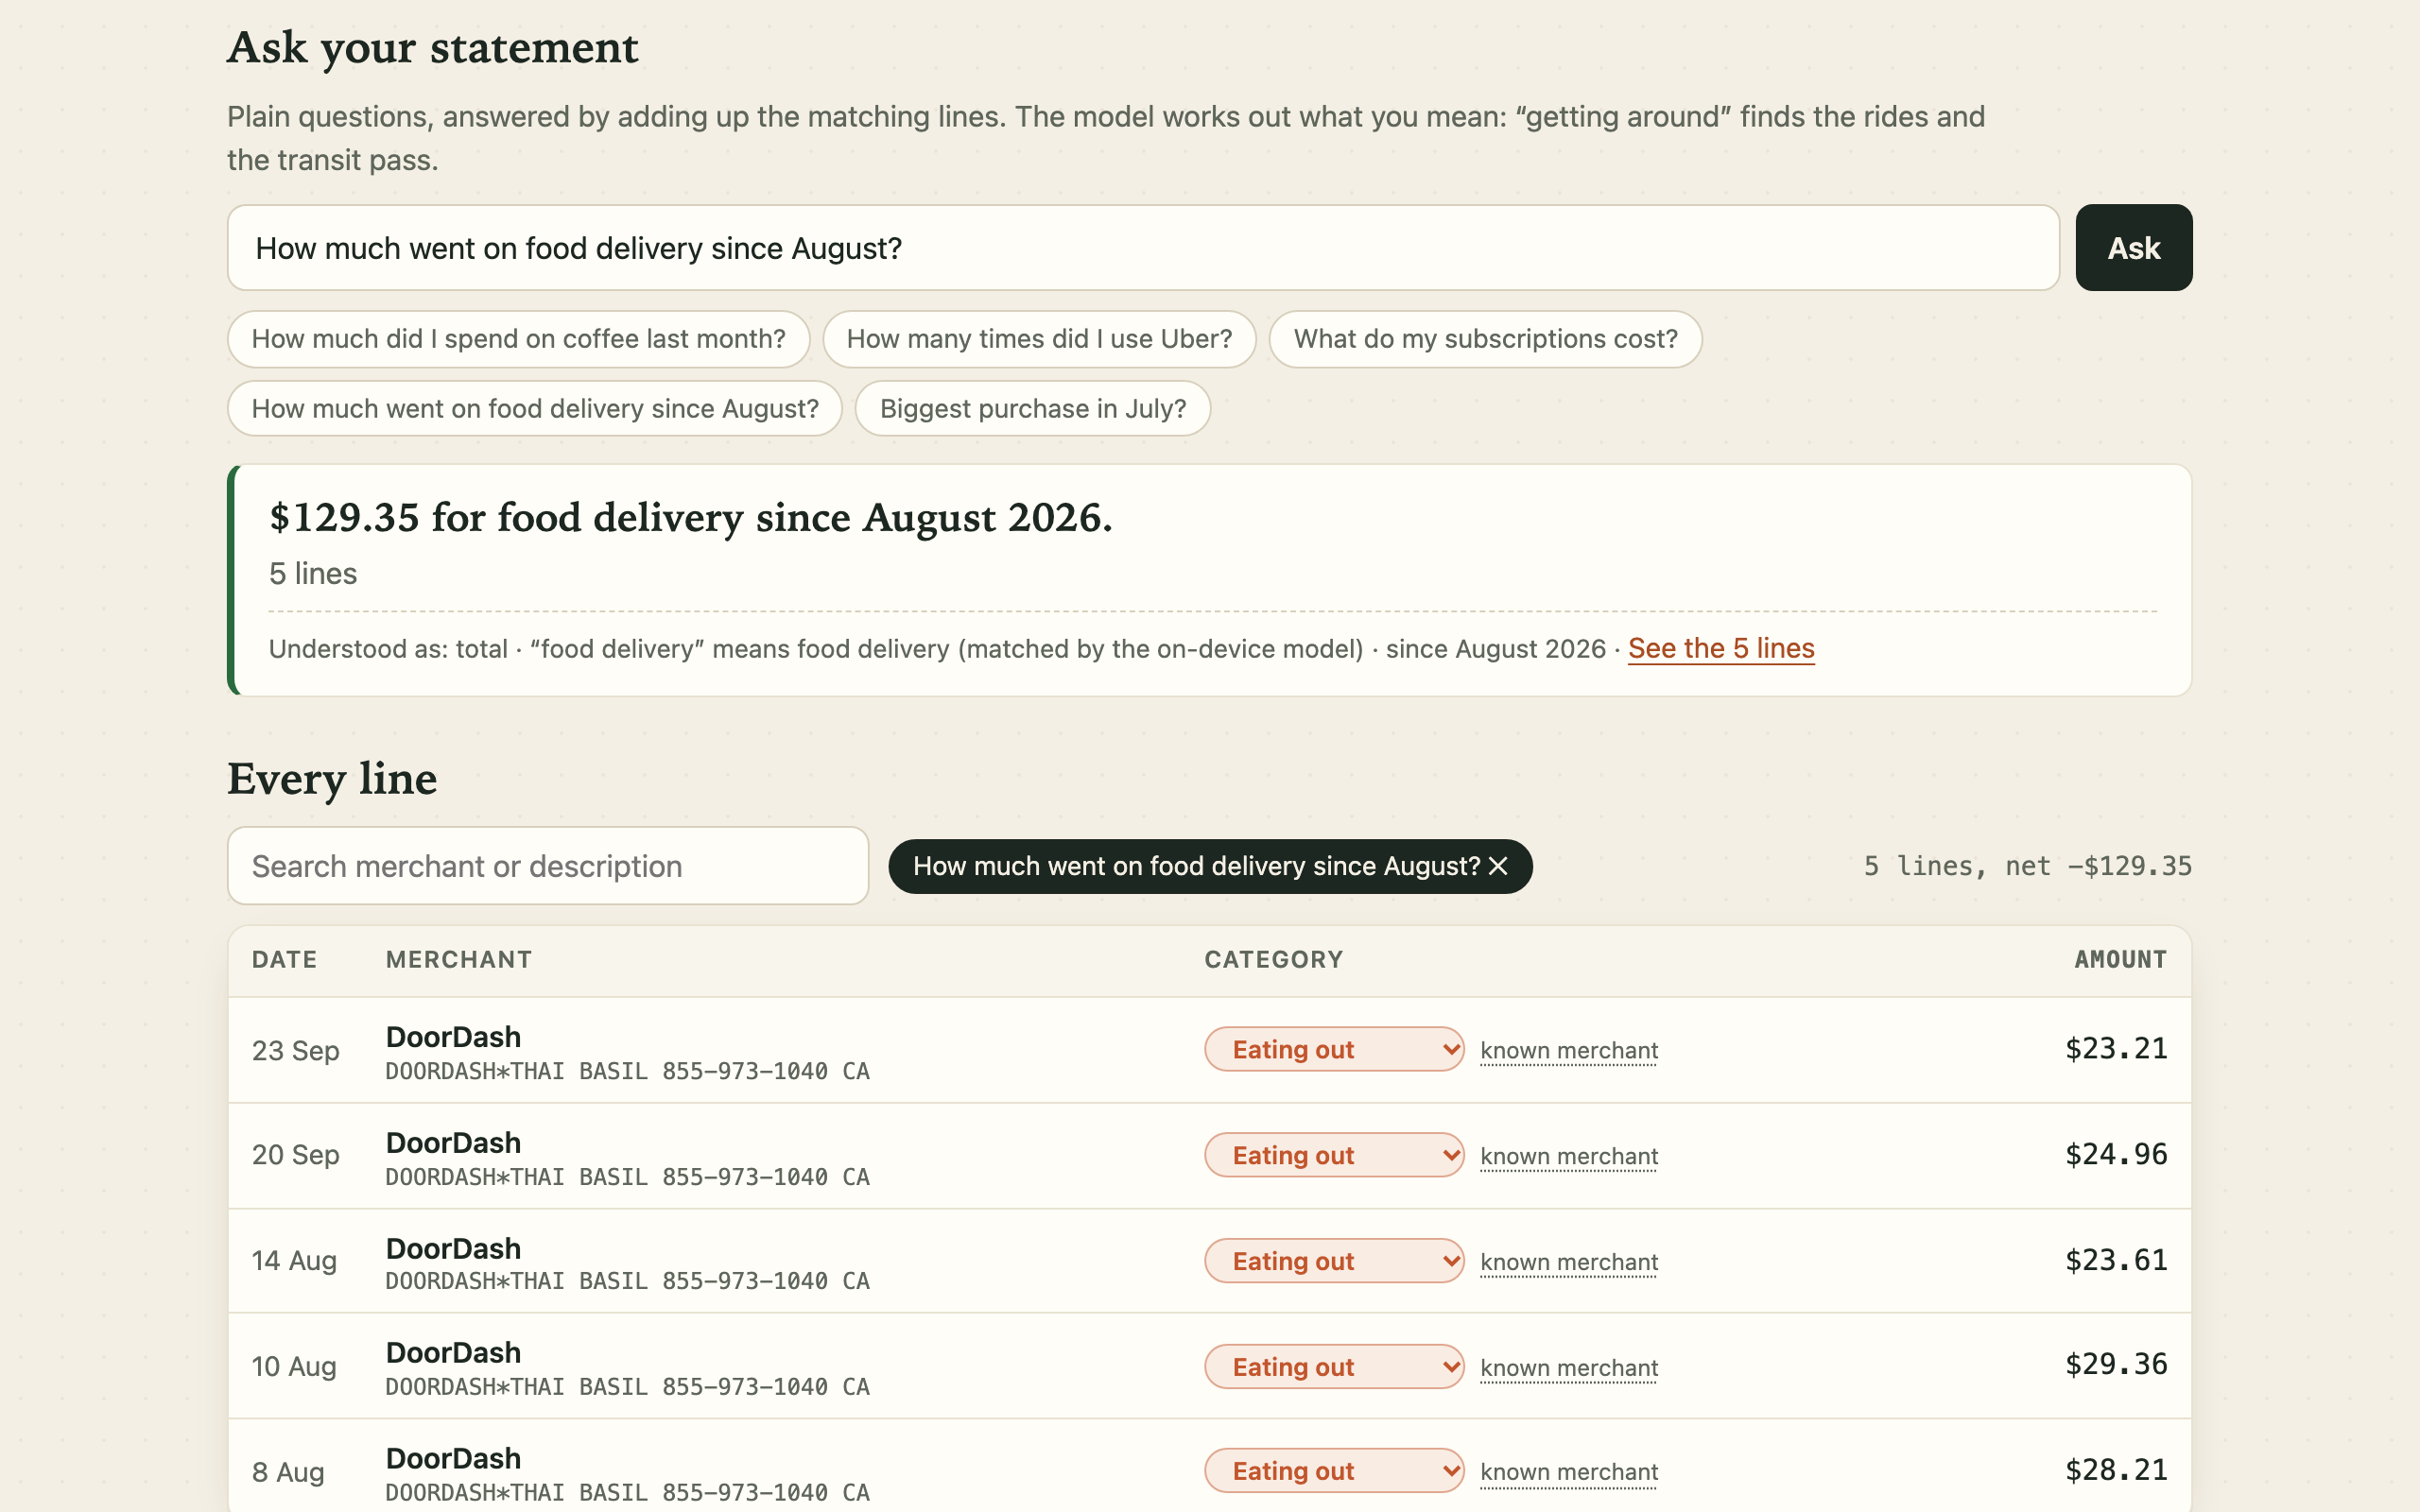 Ask your statement
Plain questions, answered by adding up the matching lines. The model works out what you mean: “getting around” finds the rides and
the transit pass.
How much went on food delivery since August?
Ask
How much did I spend on coffee last month?
How many times did I use Uber?
What do my subscriptions cost?
How much went on food delivery since August?
Biggest purchase in July?
$129.35 for food delivery since August 2026.
5 lines
Understood as: total · “food delivery” means food delivery (matched by the on-device model) · since August 2026 · See the 5 lines
Every line
Search merchant or description
How much went on food delivery since August? ×
5 lines, net −$129.35
DATE MERCHANT CATEGORY AMOUNT
23 Sep DoorDash Eating out known merchant $23.21
DOORDASH*THAI BASIL 855-973-1040 CA
20 Sep DoorDash Eating out known merchant $24.96
DOORDASH*THAI BASIL 855-973-1040 CA
14 Aug DoorDash Eating out known merchant $23.61
DOORDASH*THAI BASIL 855-973-1040 CA
10 Aug DoorDash Eating out known merchant $29.36
DOORDASH*THAI BASIL 855-973-1040 CA
8 Aug DoorDash Eating out known merchant $28.21
DOORDASH*THAI BASIL 855-973-1040 CA